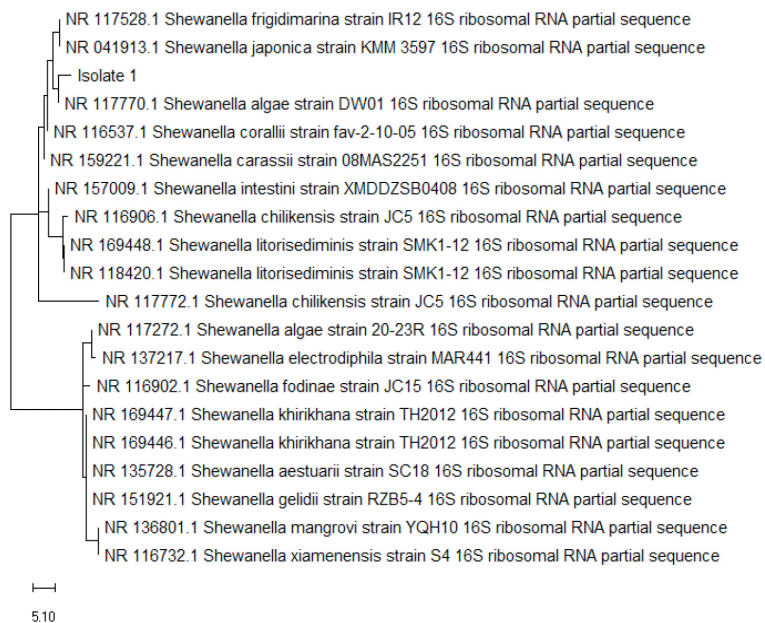 NR 117528.1 Shewanella frigidimarina strain IR12 16S ribosomal RNA partial sequence
NR 041913.1 Shewanella japonica strain KMM 3597 16S ribosomal RNA partial sequence
Isolate 1
NR 117770.1 Shewanella algae strain DW01 16S ribosomal RNA partial sequence
NR 116537.1 Shewanella corallii strain fav-2-10-05 16S ribosomal RNA partial sequence
NR 159221.1 Shewanella carassii strain 08MAS2251 16S ribosomal RNA partial sequence
NR 157009.1 Shewanella intestini strain XMDDZSB0408 16S ribosomal RNA partial sequence
NR 116906.1 Shewanella chilikensis strain JC5 16S ribosomal RNA partial sequence
NR 169448.1 Shewanella litorisediminis strain SMK1-12 16S ribosomal RNA partial sequence
NR 118420.1 Shewanella litorisediminis strain SMK1-12 16S ribosomal RNA partial sequence
NR 117772.1 Shewanella chilikensis strain JC5 16S ribosomal RNA partial sequence
NR 117272.1 Shewanella algae strain 20-23R 16S ribosomal RNA partial sequence
NR 137217.1 Shewanella electrodiphila strain MAR441 16S ribosomal RNA partial sequence
NR 116902.1 Shewanella fodinae strain JC15 16S ribosomal RNA partial sequence
NR 169447.1 Shewanella khirikhana strain TH2012 16S ribosomal RNA partial sequence
NR 169446.1 Shewanella khirikhana strain TH2012 16S ribosomal RNA partial sequence
NR 135728.1 Shewanella aestuarii strain SC18 16S ribosomal RNA partial sequence
NR 151921.1 Shewanella gelidii strain RZB5-4 16S ribosomal RNA partial sequence
NR 136801.1 Shewanella mangrovi strain YQH10 16S ribosomal RNA partial sequence
NR 116732.1 Shewanella xiamenensis strain S4 16S ribosomal RNA partial sequence
5.10